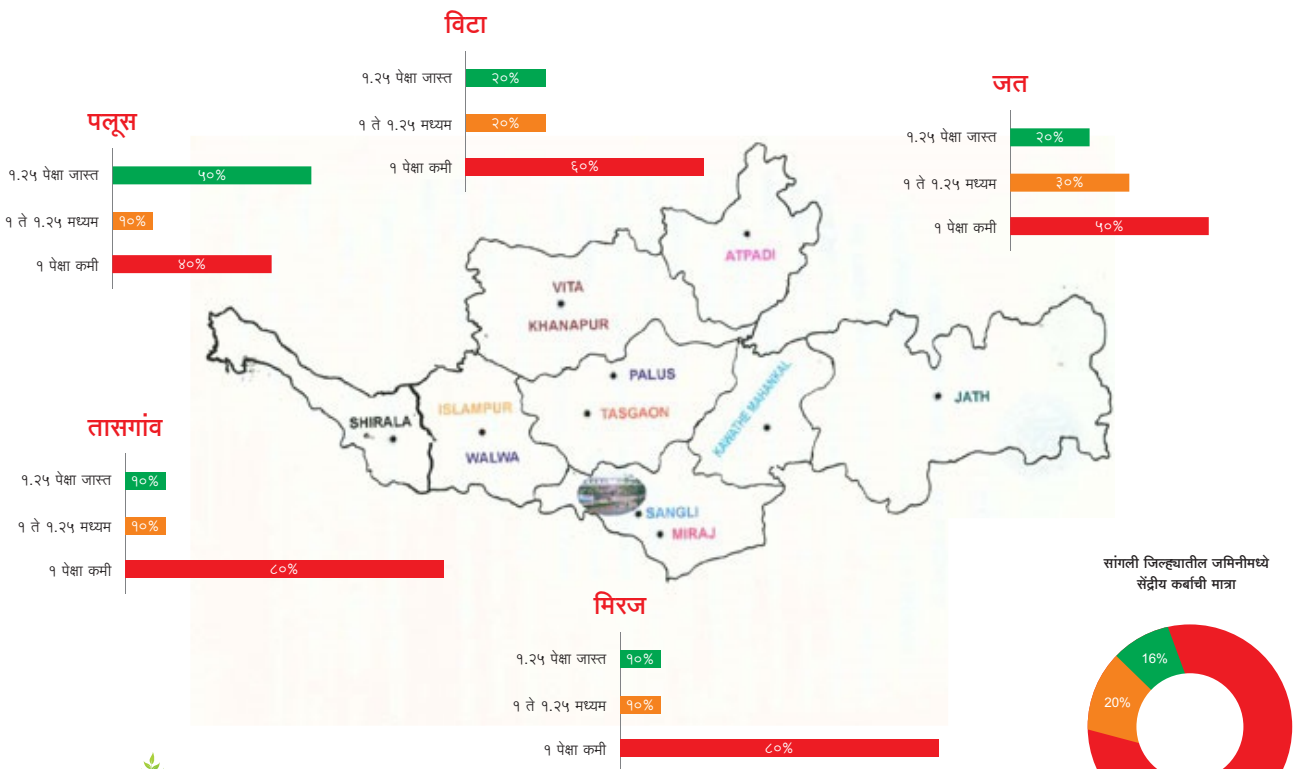 विटा
१.२५ पेक्षा जास्त २०%
१ ते १.२५ मध्यम २०%
१ पेक्षा कमी ६०%
जत
१.२५ पेक्षा जास्त २०%
१ ते १.२५ मध्यम ३०%
१ पेक्षा कमी ५०%
पलूस
१.२५ पेक्षा जास्त ५०%
१ ते १.२५ मध्यम १०%
१ पेक्षा कमी ४०%
ATPADI
VITA
KHANAPUR
PALUS
TASGAON
KAWATHE MAHANKAL
JATH
SHIRALA
ISLAMPUR
WALWA
SANGLI
MIRAJ
तासगांव
१.२५ पेक्षा जास्त १०%
१ ते १.२५ मध्यम १०%
१ पेक्षा कमी ८०%
मिरज
१.२५ पेक्षा जास्त १०%
१ ते १.२५ मध्यम १०%
१ पेक्षा कमी ८०%
सांगली जिल्ह्यातील जमिनीमध्ये
सेंद्रीय कर्बाची मात्रा
16%
20%